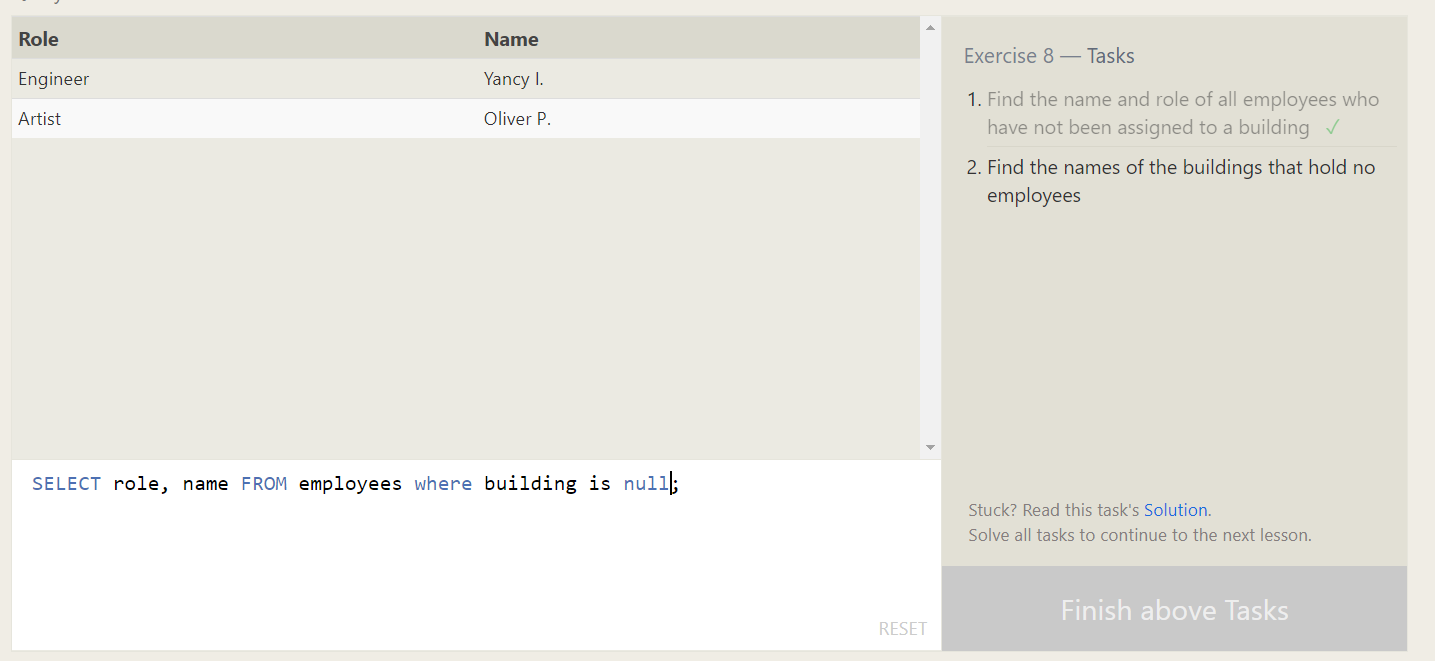 Role Name
Engineer Yancy I.
Artist Oliver P.
SELECT role, name FROM employees where building is null;
RESET
Exercise 8 — Tasks
1. Find the name and role of all employees who
have not been assigned to a building ✓
2. Find the names of the buildings that hold no
employees
Stuck? Read this task's Solution.
Solve all tasks to continue to the next lesson.
Finish above Tasks